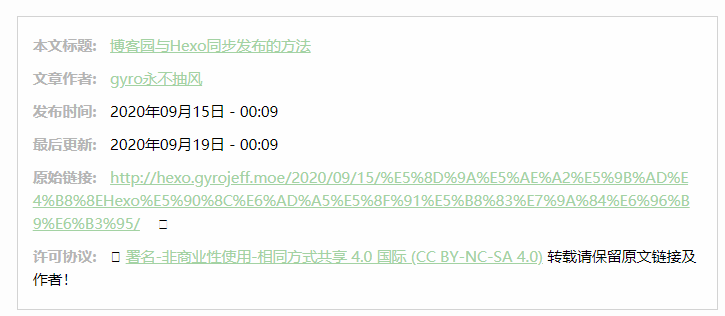 本文标题: 博客园与Hexo同步发布的方法
文章作者: gyro永不抽风
发布时间: 2020年09月15日 - 00:09
最后更新: 2020年09月19日 - 00:09
原始链接: http://hexo.gyrojeff.moe/2020/09/15/%E5%8D%9A%E5%AE%A2%E5%9B%AD%E
4%B8%8EHexo%E5%90%8C%E6%AD%A5%E5%8F%91%E5%B8%83%E7%9A%84%E6%96%B
9%E6%B3%95/
许可协议: 署名-非商业性使用-相同方式共享 4.0 国际 (CC BY-NC-SA 4.0) 转载请保留原文链接及
作者！